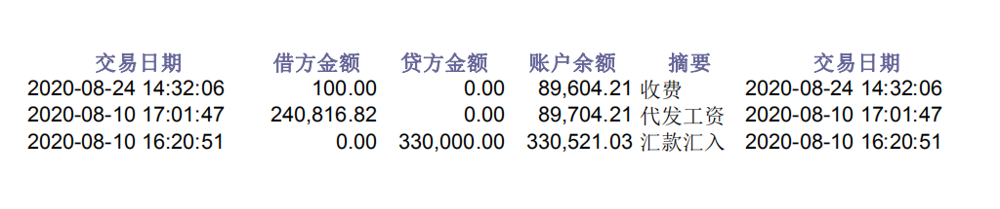 交易日期 借方金额 贷方金额 账户余额 摘要 交易日期
2020-08-24 14:32:06 100.00 0.00 89,604.21 收费 2020-08-24 14:32:06
2020-08-10 17:01:47 240,816.82 0.00 89,704.21 代发工资 2020-08-10 17:01:47
2020-08-10 16:20:51 0.00 330,000.00 330,521.03 汇款汇入 2020-08-10 16:20:51